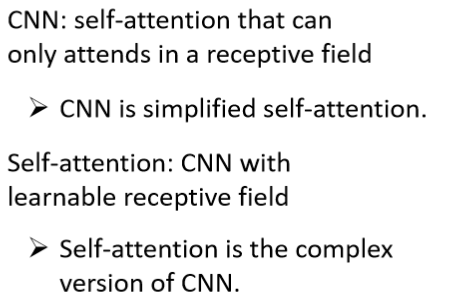 CNN: self-attention that can
only attends in a receptive field
➢ CNN is simplified self-attention.
Self-attention: CNN with
learnable receptive field
➢ Self-attention is the complex
version of CNN.